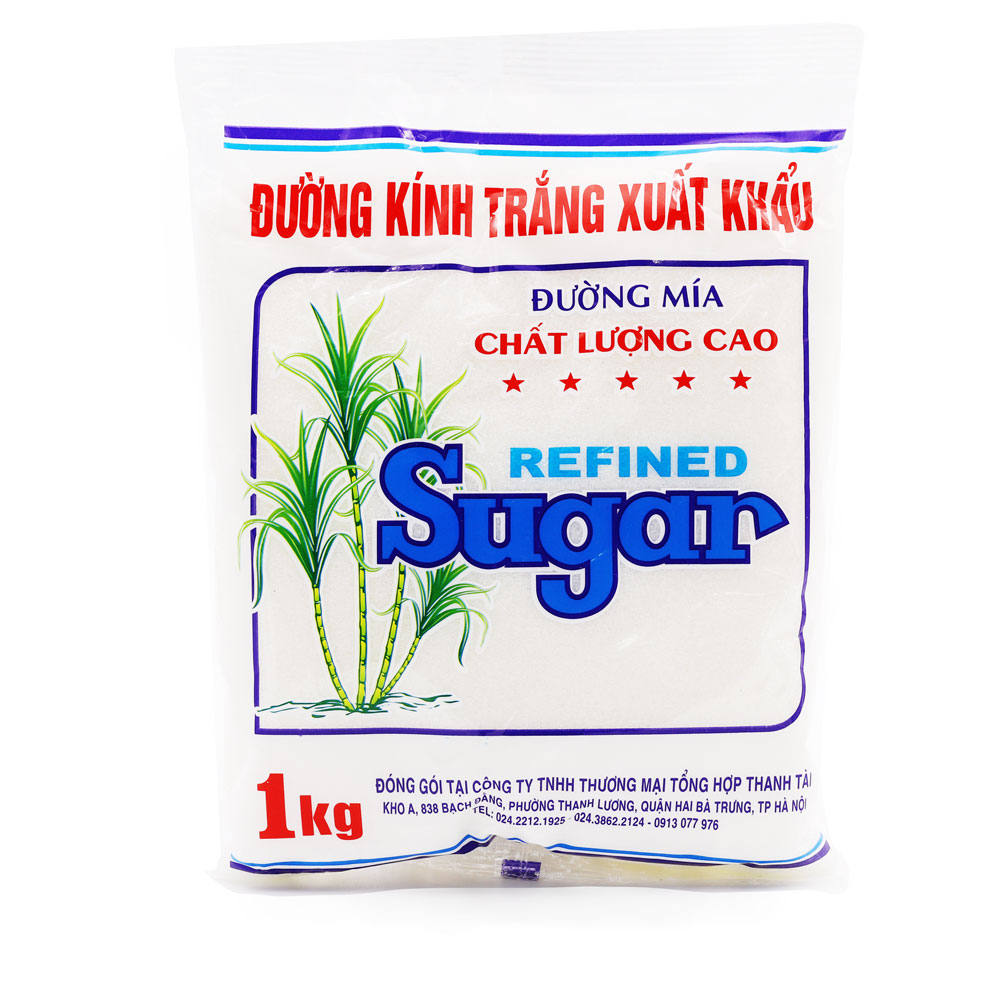 ĐƯỜNG KÍNH TRẮNG XUẤT KHẨU
ĐƯỜNG MÍA
CHẤT LƯỢNG CAO
REFINED
Sugar
1kg
ĐÓNG GÓI TẠI CÔNG TY TNHH THƯƠNG MẠI TỔNG HỢP THANH TÀI
KHO A, 838 BẠCH ĐẰNG, PHƯỜNG THANH LƯƠNG, QUẬN HAI BÀ TRƯNG, TP HÀ NỘI
TEL: 024.2212.1925 - 024.3862.2124 - 0913 077 976